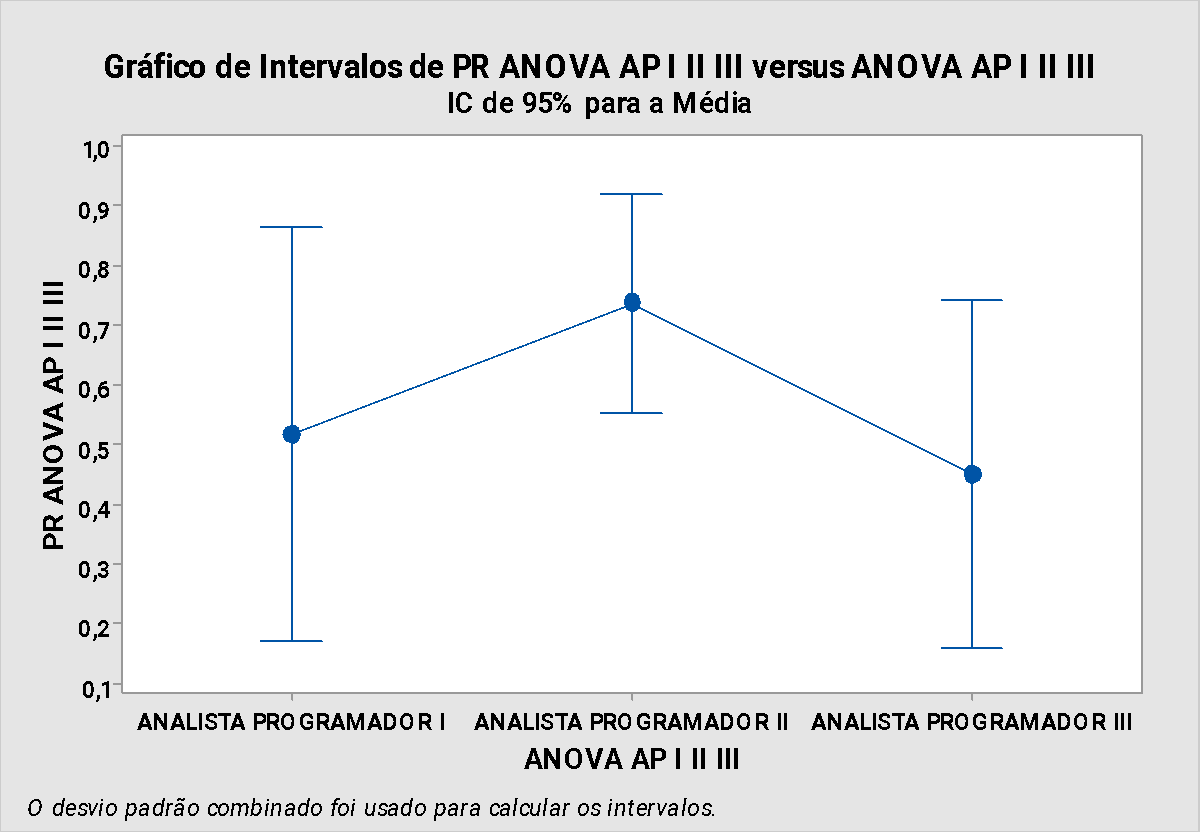 Gráfico de Intervalos de PR ANOVA AP I II III versus ANOVA AP I II III
IC de 95% para a Média
1,0
0,9
0,8
0,7
0,6
0,5
0,4
0,3
0,2
0,1
PR ANOVA AP I II III
ANALISTA PROGRAMADOR I
ANALISTA PROGRAMADOR II
ANALISTA PROGRAMADOR III
ANOVA AP I II III
O desvio padrão combinado foi usado para calcular os intervalos.